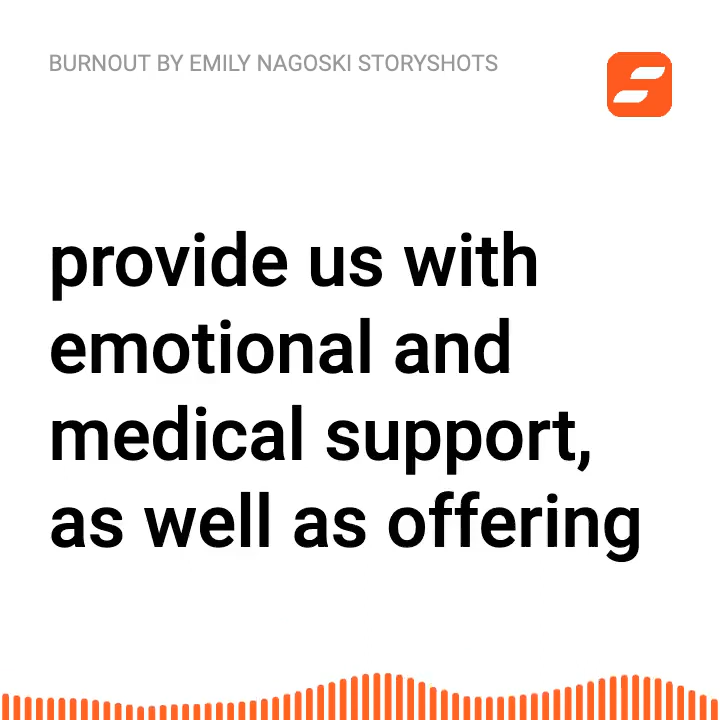 BURNOUT BY EMILY NAGOSKI STORYSHOTS
provide us with
emotional and
medical support,
as well as offering